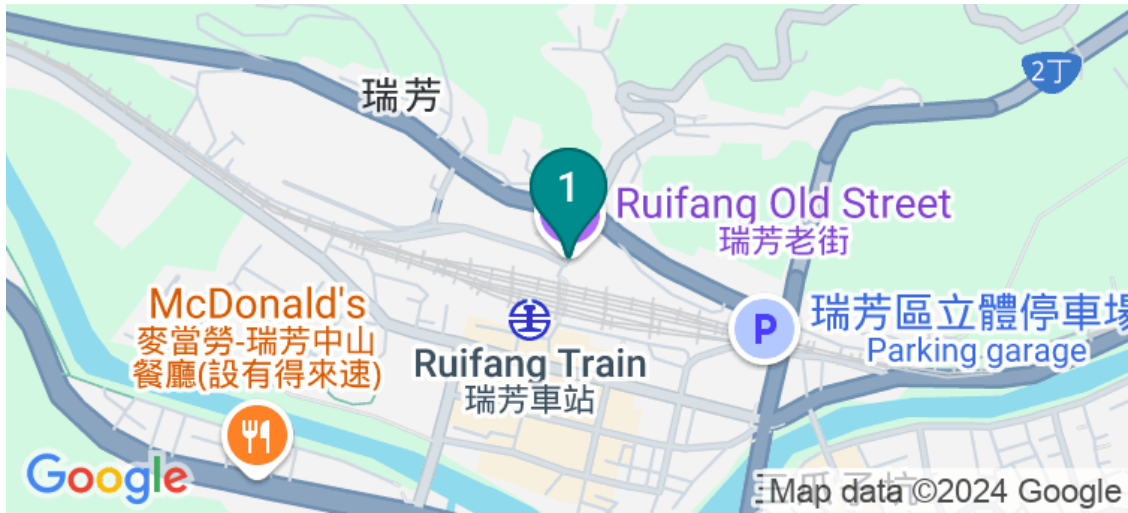 2丁
瑞芳
1
Ruifang Old Street
瑞芳老街
McDonald's
麥當勞-瑞芳中山
餐廳(設有得來速)
Ruifang Train
瑞芳車站
P
瑞芳區立體停車場
Parking garage
Google
Map data ©2024 Google